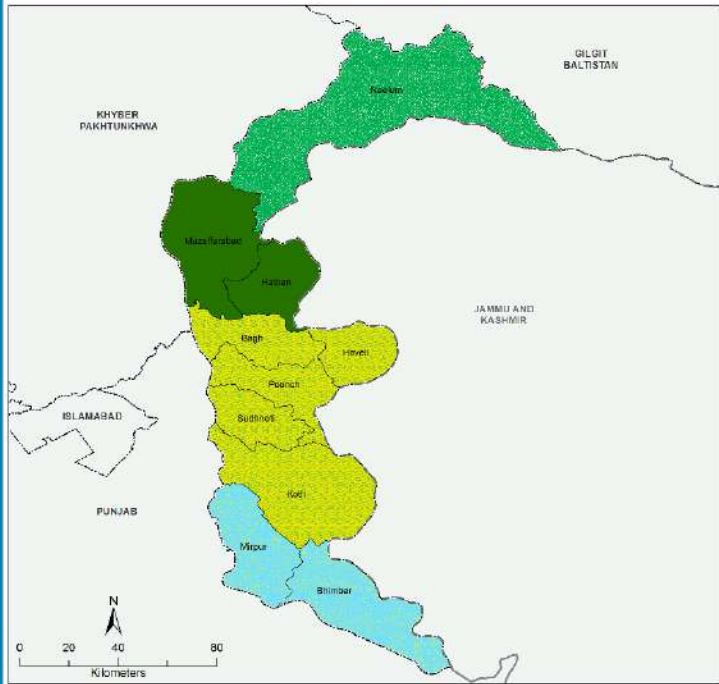 GILGIT
BALTISTAN
Neelum
KHYBER
PAKHTUNKHWA
Muzaffarabad
Hattian
JAMMU AND
KASHMIR
Bagh
Haveli
Poonch
ISLAMABAD
Sudhnoti
Kotli
PUNJAB
Mirpur
Bhimbar
N
0 20 40 80
Kilometers